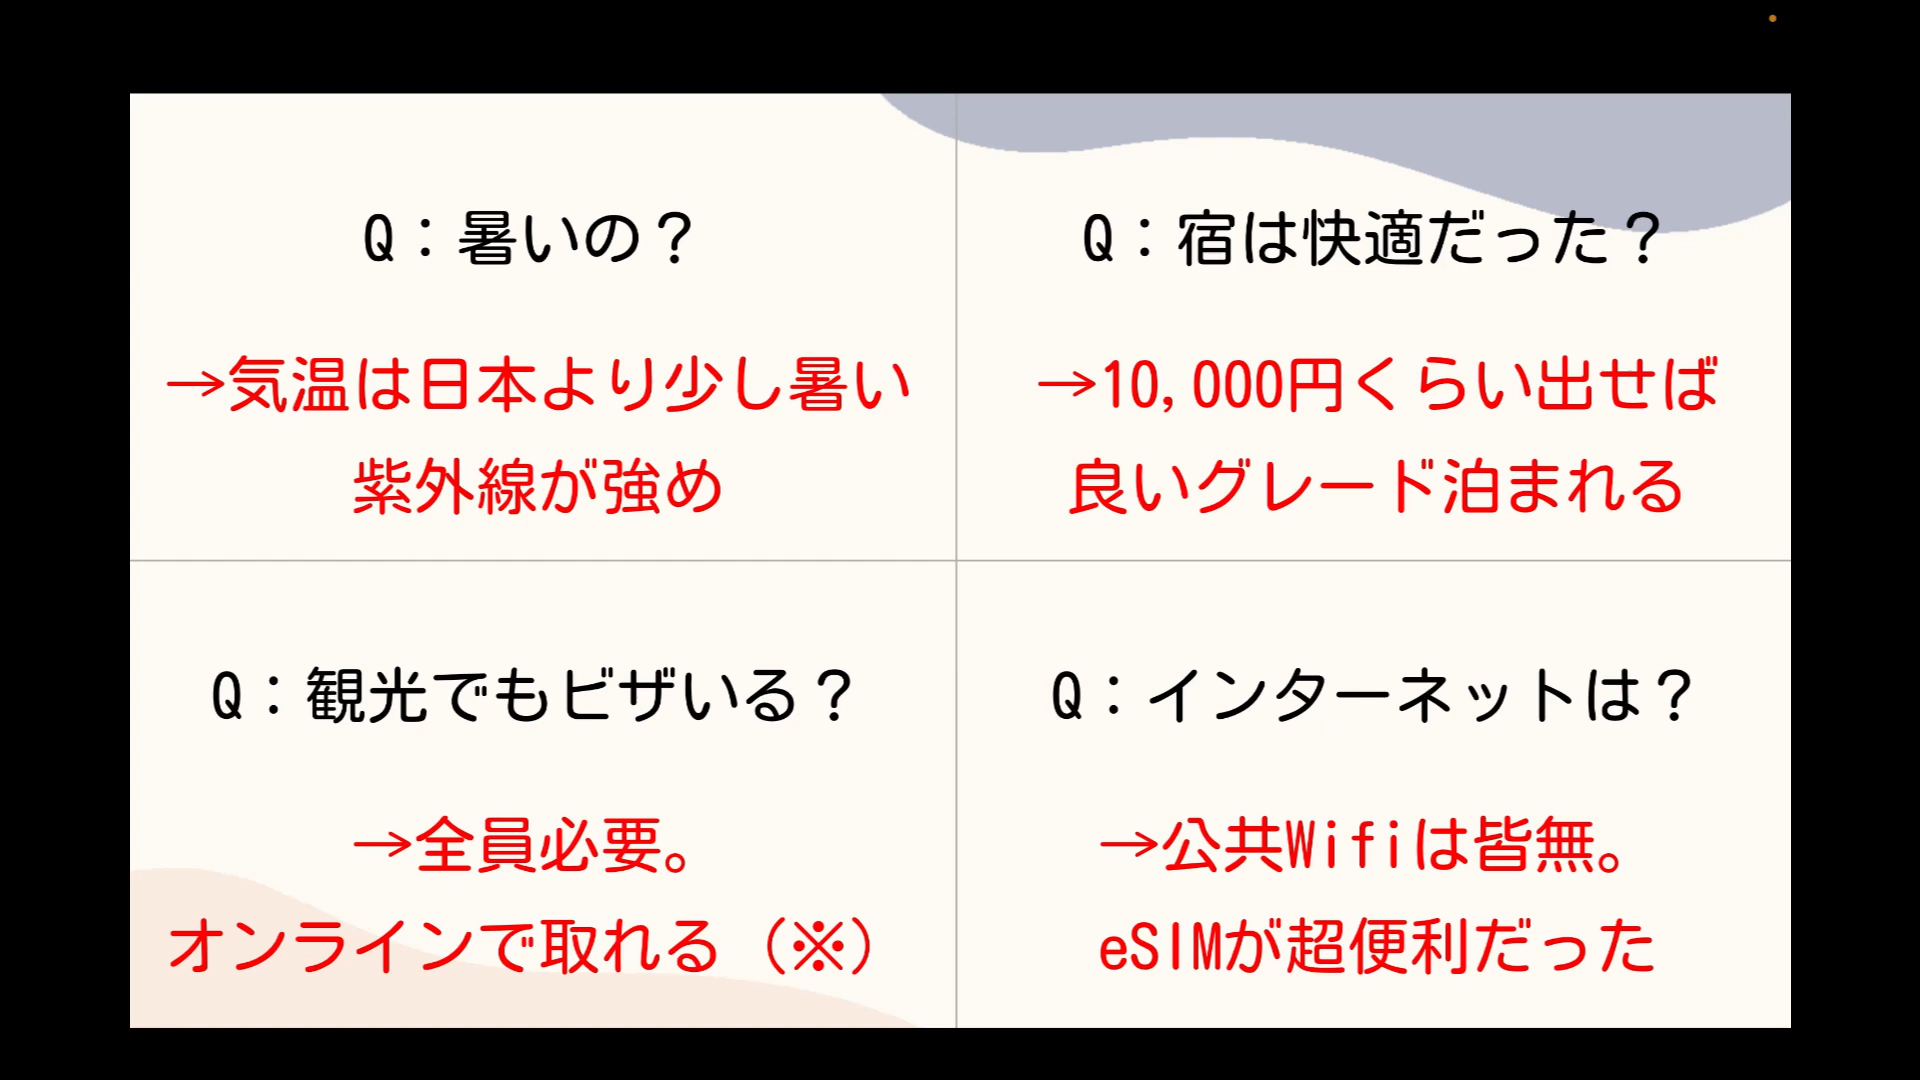 Q：暑いの？
→気温は日本より少し暑い
紫外線が強め
Q：宿は快適だった？
→10,000円くらい出せば
良いグレード泊まれる
Q：観光でもビザいる？
→全員必要。
オンラインで取れる（※）
Q：インターネットは？
→公共Wifiは皆無。
eSIMが超便利だった